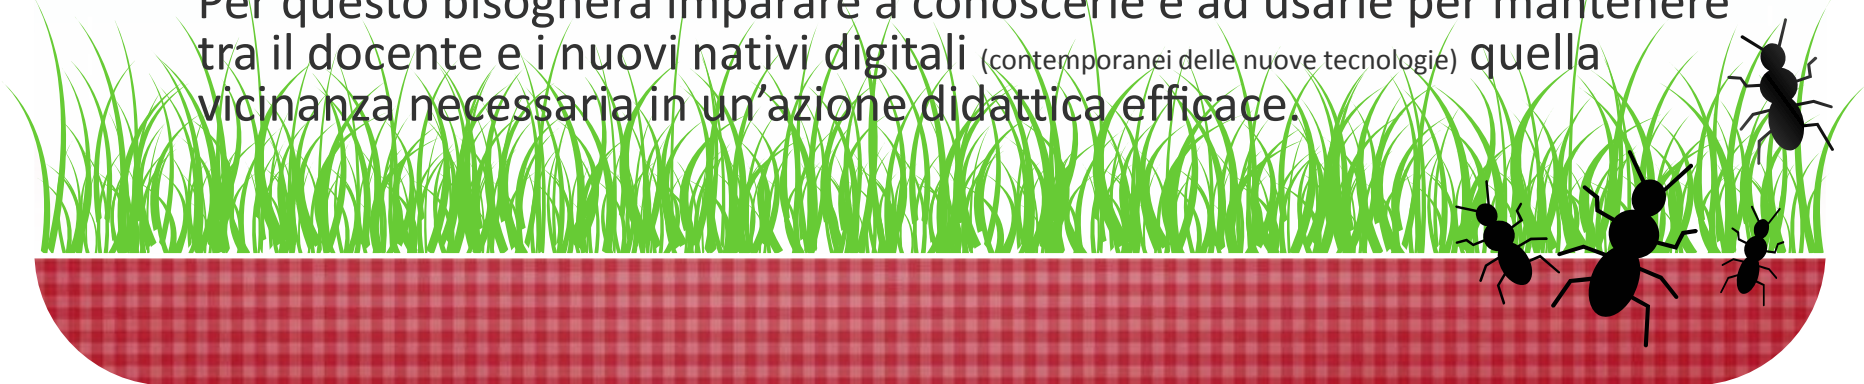 Per questo bisognerà imparare a conoscerle e ad usarle per mantenere
tra il docente e i nuovi nativi digitali (contemporanei delle nuove tecnologie) quella
vicinanza necessaria in un’azione didattica efficace.